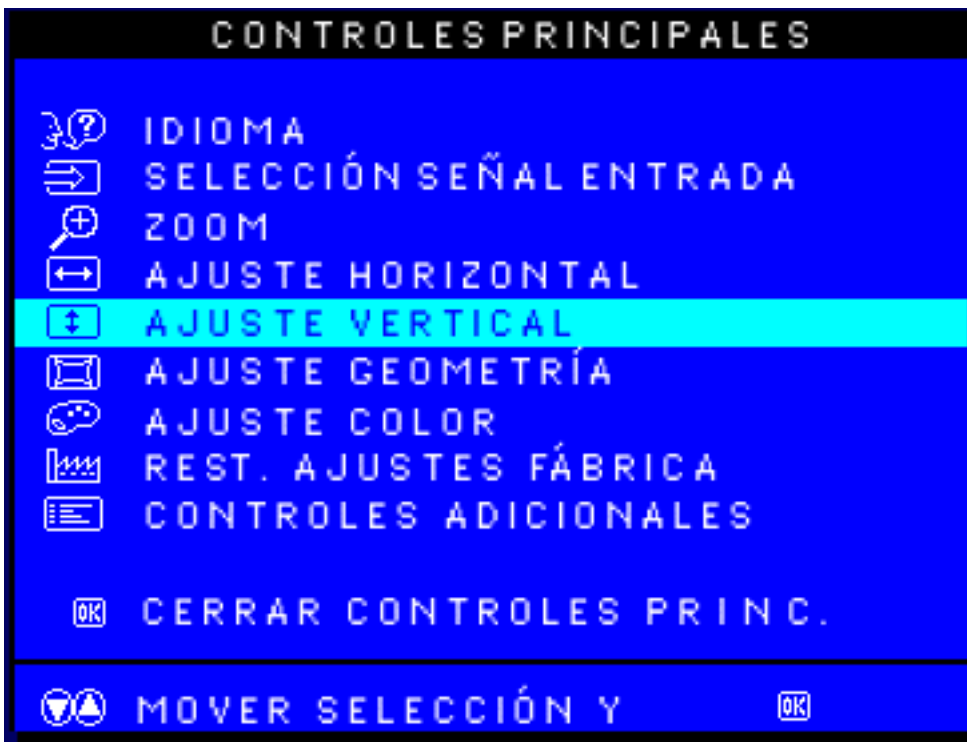 CONTROLES PRINCIPALES
IDIOMA
SELECCIÓN SEÑAL ENTRADA
ZOOM
AJUSTE HORIZONTAL
AJUSTE VERTICAL
AJUSTE GEOMETRÍA
AJUSTE COLOR
REST. AJUSTES FÁBRICA
CONTROLES ADICIONALES
OK CERRAR CONTROLES PRINC.
MOVER SELECCIÓN Y OK